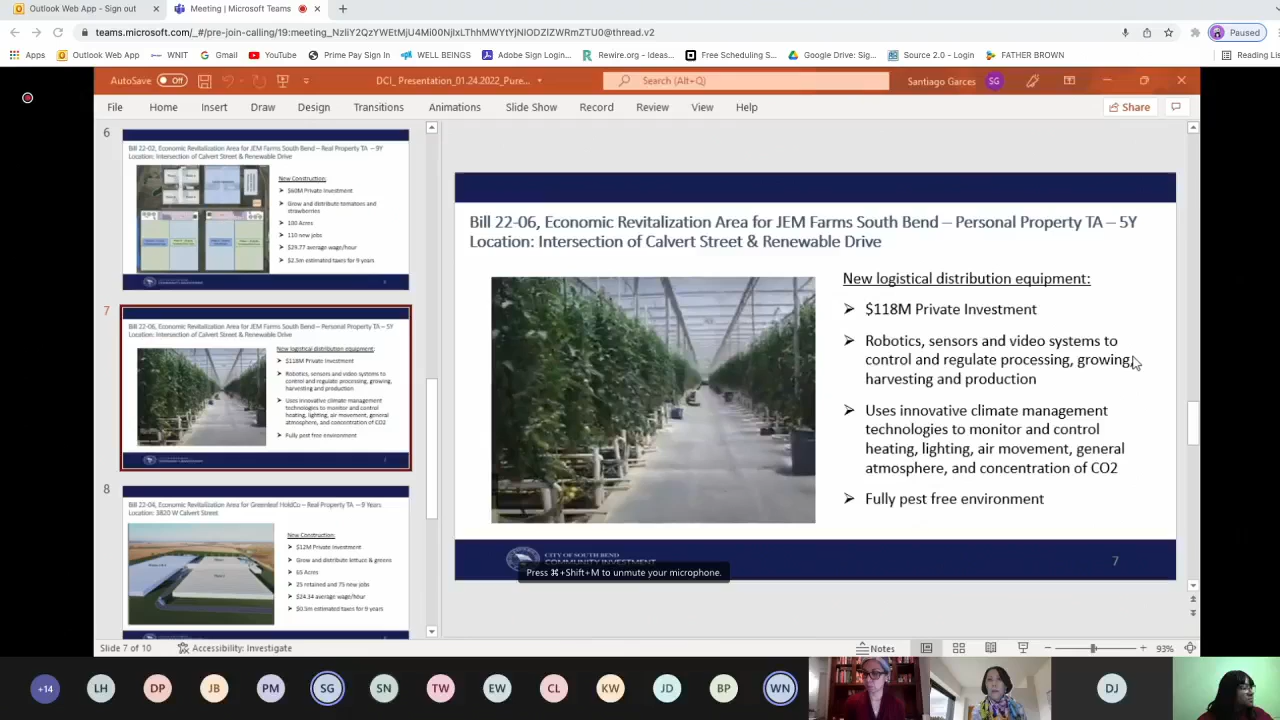 Outlook Web App - Sign out
Meeting | Microsoft Teams
teams.microsoft.com/_#/pre-join-calling/19:meeting_
@thread.v2
Paused
Apps
Outlook Web App
WNIT
Gmail
YouTube
Prime Pay Sign In
WELL BEINGS
Adobe Login | Sign...
Rewire.org - Ideas...
Free Scheduling S...
Google Drive: Sig...
Source 2.0 - Login
FATHER BROWN
Reading Lis
AutoSave Off
DCI_Presentation_01.24.2022_Pure...
Search (Alt+Q)
Santiago Garces
SG
File
Home
Insert
Draw
Design
Transitions
Animations
Slide Show
Record
Review
View
Help
Share
6
Bill 22-02, Economic Revitalization Area for JEM Farms South Bend – Real Property TA – 9Y
Location: Intersection of Calvert Street & Renewable Drive
New Construction:
$60M Private Investment
Grow and distribute tomatoes and
strawberries
100 Acres
110 new jobs
$29.77 average wage/hour
$2.5m estimated taxes for 9 years
7
Bill 22-06, Economic Revitalization Area for JEM Farms South Bend – Personal Property TA – 5Y
Location: Intersection of Calvert Street & Renewable Drive
New logistical distribution equipment:
$118M Private Investment
Robotics, sensors and video systems to
control and regulate processing, growing,
harvesting and production
Uses innovative climate management
technologies to monitor and control
heating, lighting, air movement, general
atmosphere, and concentration of CO2
Fully pest free environment
8
Bill 22-04, Economic Revitalization Area for Greenleaf HoldCo – Real Property TA – 9 Years
Location: 3820 W Calvert Street
New Construction:
$12M Private Investment
Grow and distribute lettuce & greens
65 Acres
25 retained and 75 new jobs
$24.34 average wage/hour
$0.5m estimated taxes for 9 years
Bill 22-06, Economic Revitalization Area for JEM Farms South Bend – Personal Property TA – 5Y
Location: Intersection of Calvert Street & Renewable Drive
New logistical distribution equipment:
$118M Private Investment
Robotics, sensors and video systems to
control and regulate processing, growing,
harvesting and production
Uses innovative climate management
technologies to monitor and control
heating, lighting, air movement, general
atmosphere, and concentration of CO2
Fully pest free environment
CITY OF SOUTH BEND
COMMUNITY INVESTMENT
7
Press ⌘+Shift+M to unmute your microphone.
Slide 7 of 10
Accessibility: Investigate
Notes
93%
+14
LH
DP
JB
PM
SG
SN
TW
EW
CL
KW
JD
BP
WN
DJ